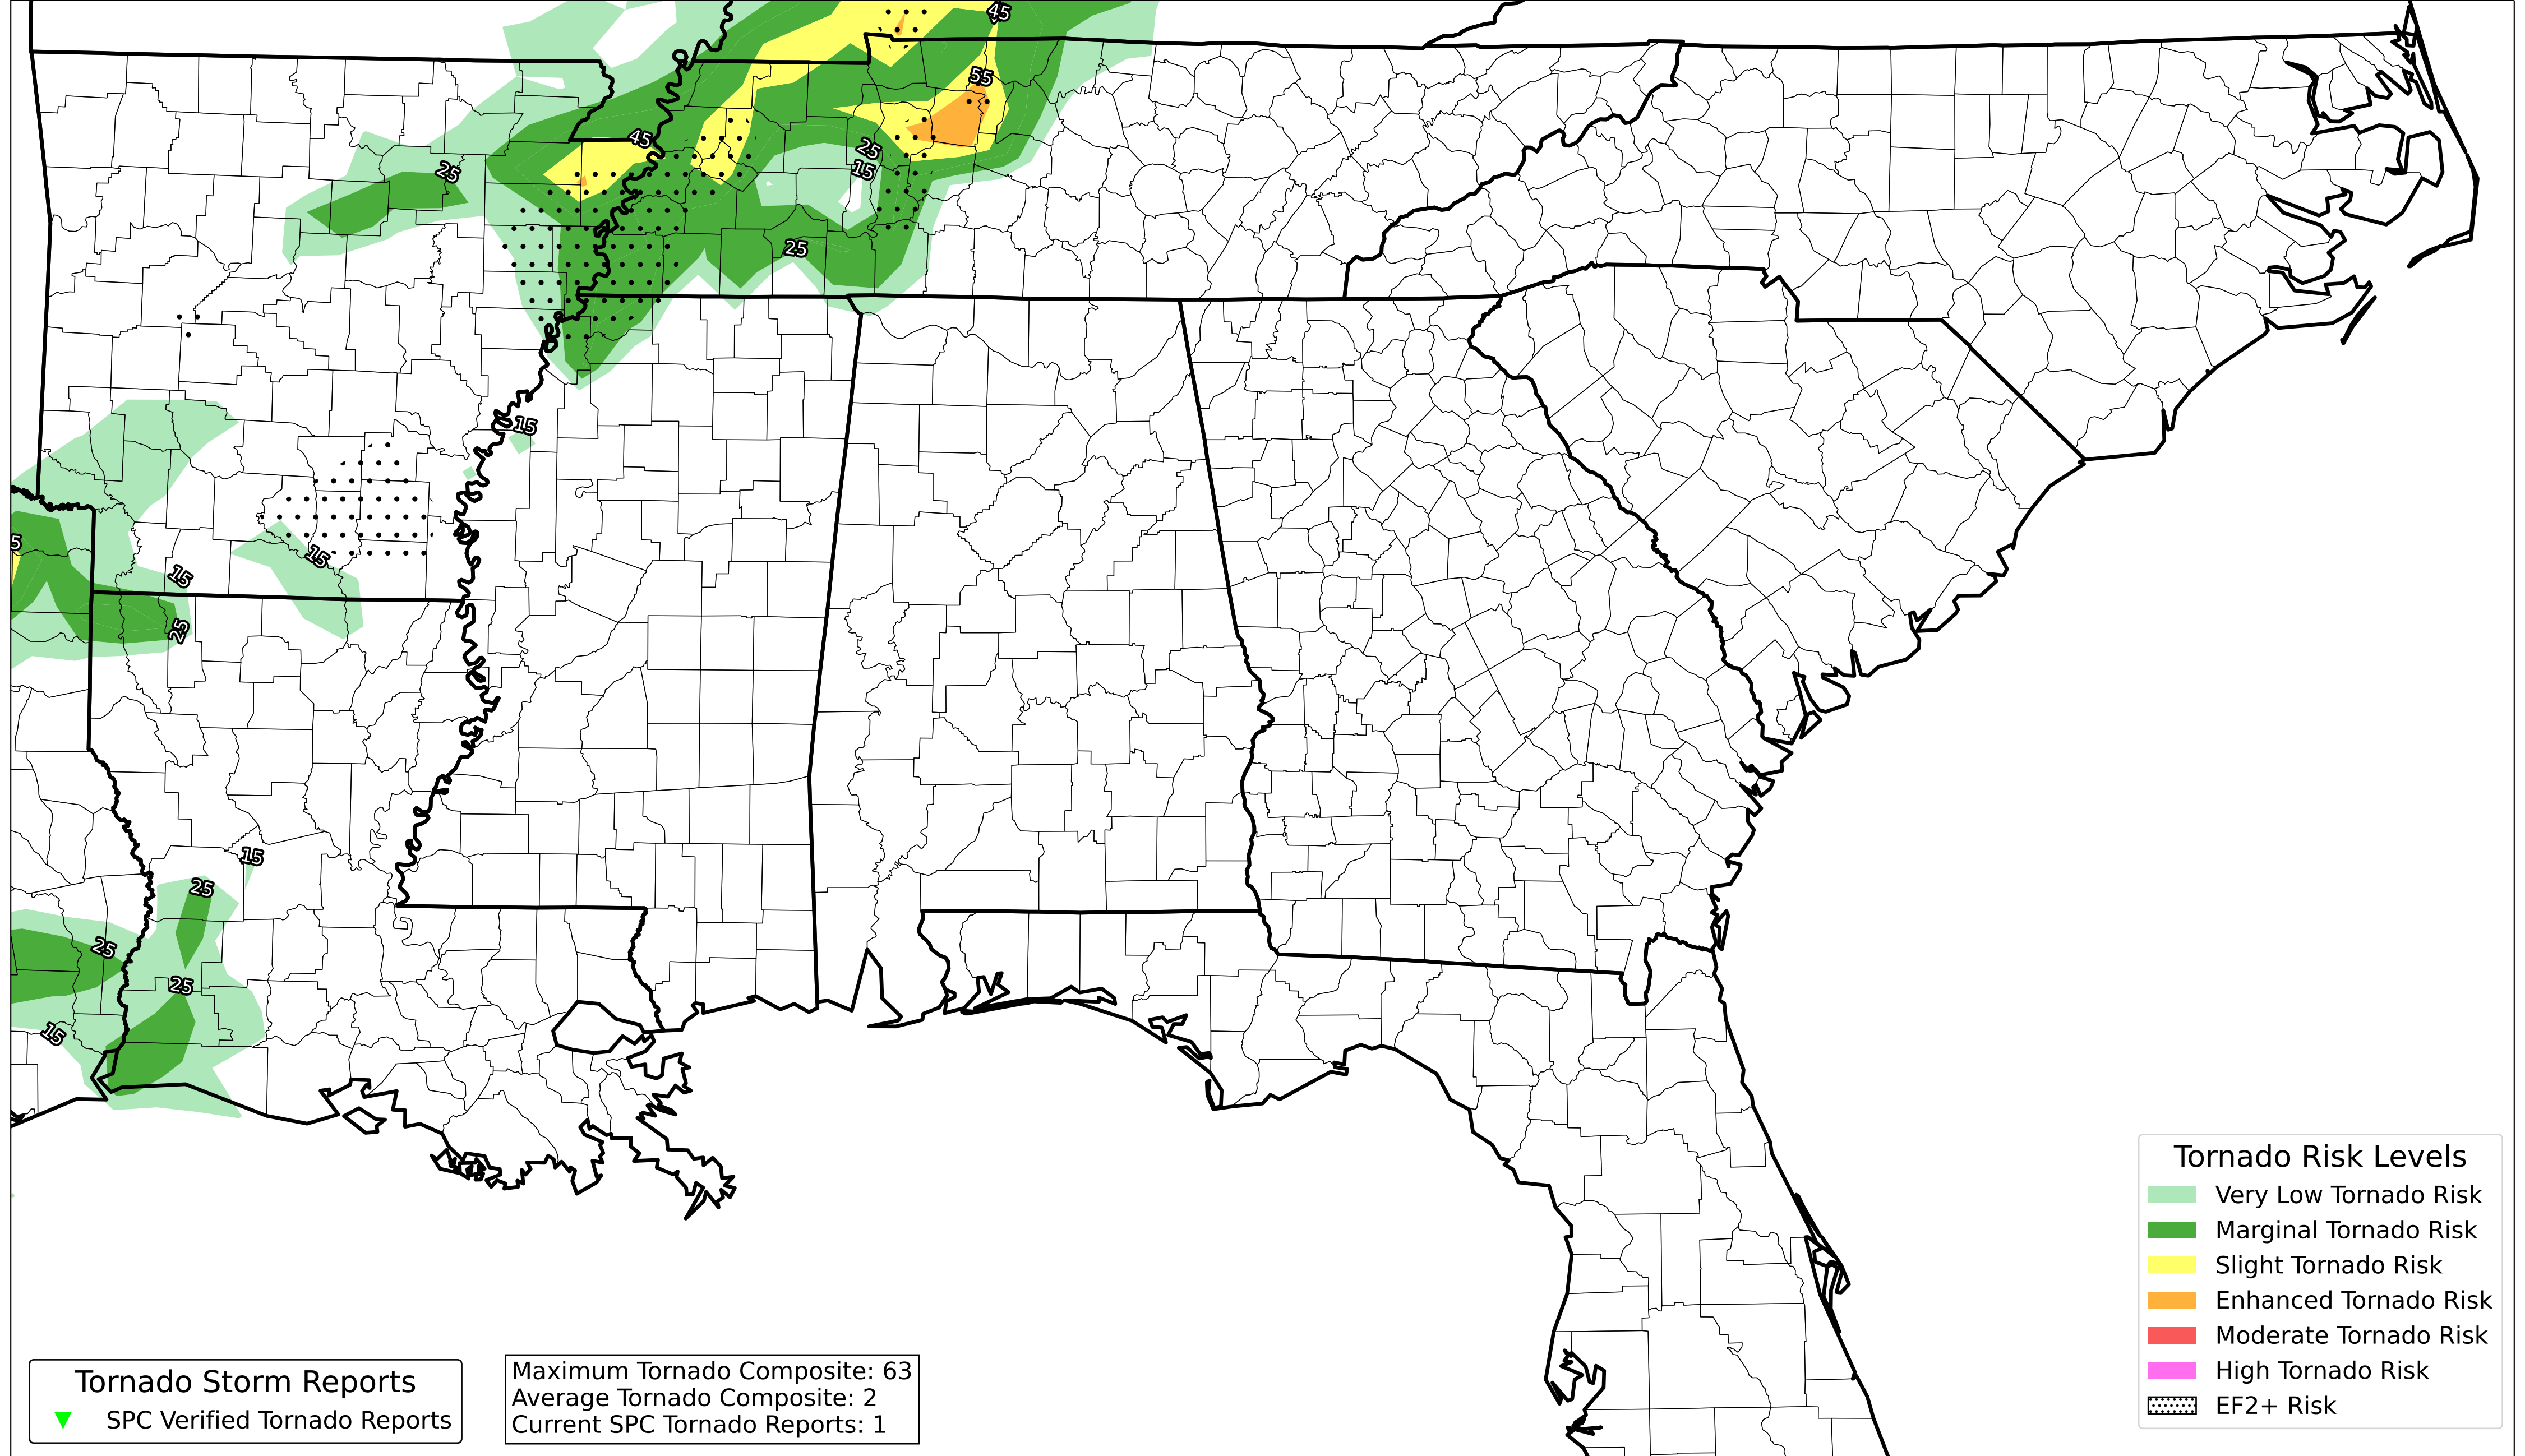 45
55
45
25
25
15
25
15
5
15
15
25
15
25
25
25
15
Tornado Risk Levels
Very Low Tornado Risk
Marginal Tornado Risk
Slight Tornado Risk
Enhanced Tornado Risk
Moderate Tornado Risk
High Tornado Risk
EF2+ Risk
Tornado Storm Reports
SPC Verified Tornado Reports
Maximum Tornado Composite: 63
Average Tornado Composite: 2
Current SPC Tornado Reports: 1